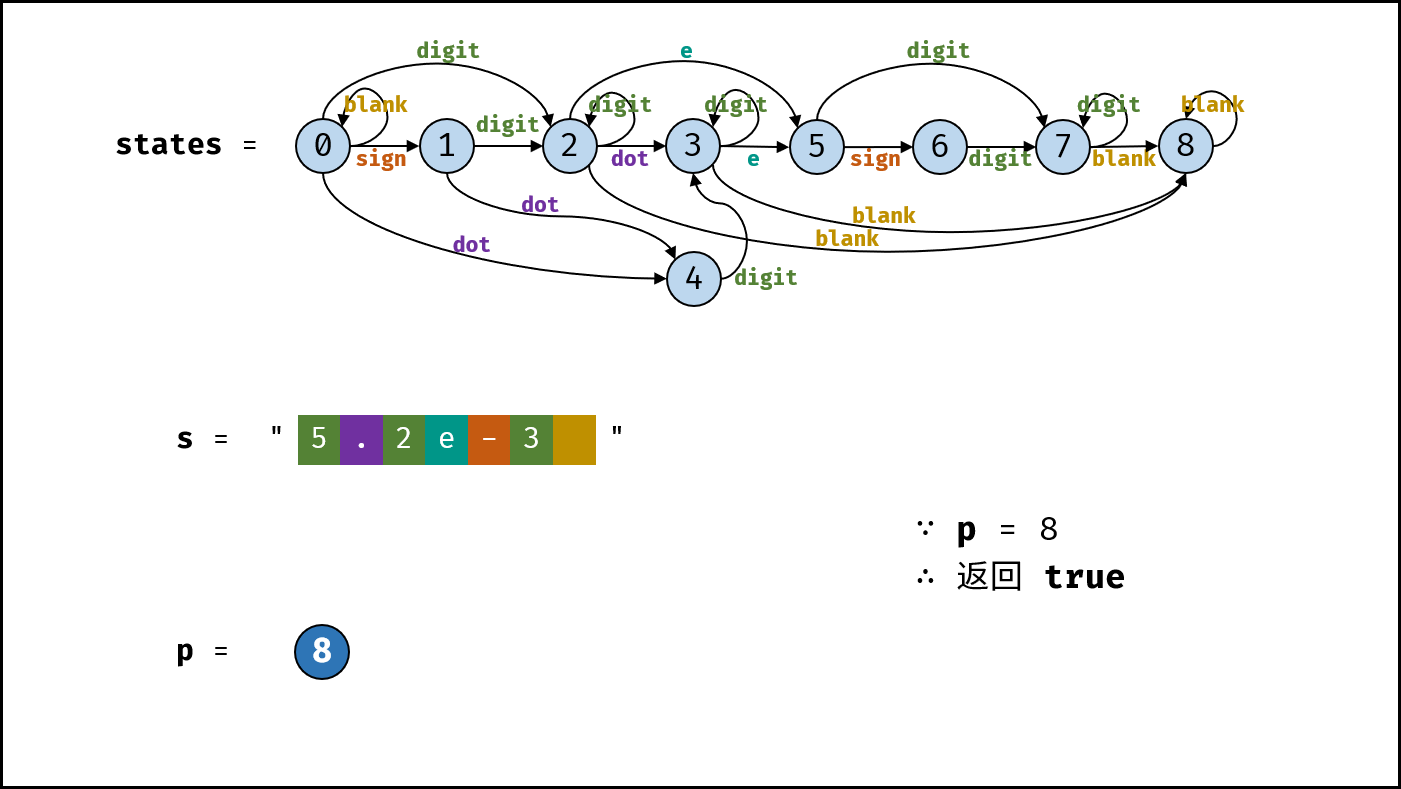 digit e digit
blank digit digit digit blank
digit
states = 0 1 2 3 5 6 7 8
sign dot e sign digit blank
dot blank
dot blank
4 digit
s = " 5 . 2 e - 3 "
∵ p = 8
∴ 返回 true
p = 8